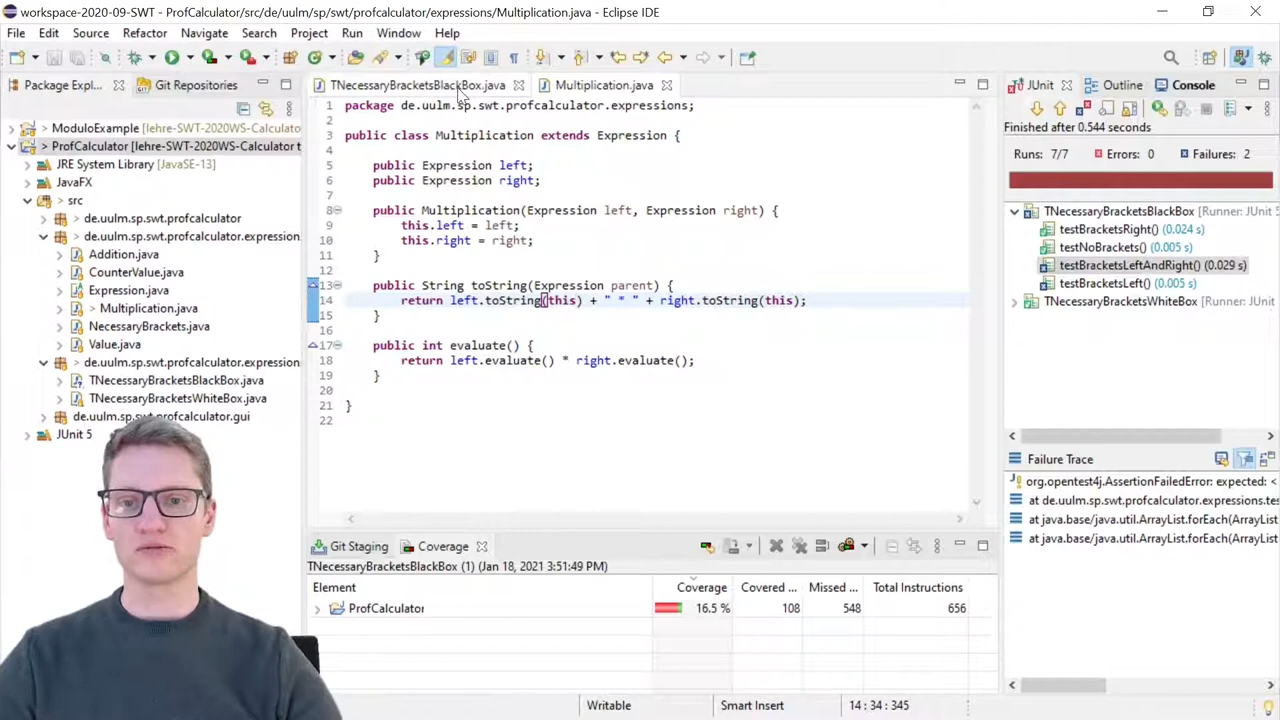 workspace-2020-09-SWT - ProfCalculator/src/de/uulm/sp/swt/profcalculator/expressions/Multiplication.java - Eclipse IDE
File Edit Source Refactor Navigate Search Project Run Window Help
Package Expl... Git Repositories
> ModuloExample [lehre-SWT-2020WS-Calculato
> ProfCalculator [lehre-SWT-2020WS-Calculator t
JRE System Library [JavaSE-13]
JavaFX
> src
> de.uulm.sp.swt.profcalculator
> de.uulm.sp.swt.profcalculator.expression
Addition.java
CounterValue.java
Expression.java
> Multiplication.java
NecessaryBrackets.java
Value.java
> de.uulm.sp.swt.profcalculator.expression
TNecessaryBracketsBlackBox.java
TNecessaryBracketsWhiteBox.java
de.uulm.sp.swt.profcalculator.gui
JUnit 5
TNecessaryBracketsBlackBox.java Multiplication.java
1 package de.uulm.sp.swt.profcalculator.expressions;
2
3 public class Multiplication extends Expression {
4
5 public Expression left;
6 public Expression right;
7
8 public Multiplication(Expression left, Expression right) {
9 this.left = left;
10 this.right = right;
11 }
12
13 public String toString(Expression parent) {
14 return left.toString(this) + " * " + right.toString(this);
15 }
16
17 public int evaluate() {
18 return left.evaluate() * right.evaluate();
19 }
20
21 }
22
Git Staging Coverage
TNecessaryBracketsBlackBox (1) (Jan 18, 2021 3:51:49 PM)
Element Coverage Covered ... Missed ... Total Instructions
ProfCalculator 16.5 % 108 548 656
JUnit Outline Console
Finished after 0.544 seconds
Runs: 7/7 Errors: 0 Failures: 2
TNecessaryBracketsBlackBox [Runner: JUnit 5
testBracketsRight() (0.024 s)
testNoBrackets() (0.005 s)
testBracketsLeftAndRight() (0.029 s)
testBracketsLeft() (0.005 s)
TNecessaryBracketsWhiteBox [Runner: JUnit
Failure Trace
org.opentest4j.AssertionFailedError: expected: <
at de.uulm.sp.swt.profcalculator.expressions.tes
at java.base/java.util.ArrayList.forEach(ArrayList
at java.base/java.util.ArrayList.forEach(ArrayList
Writable Smart Insert 14 : 34 : 345